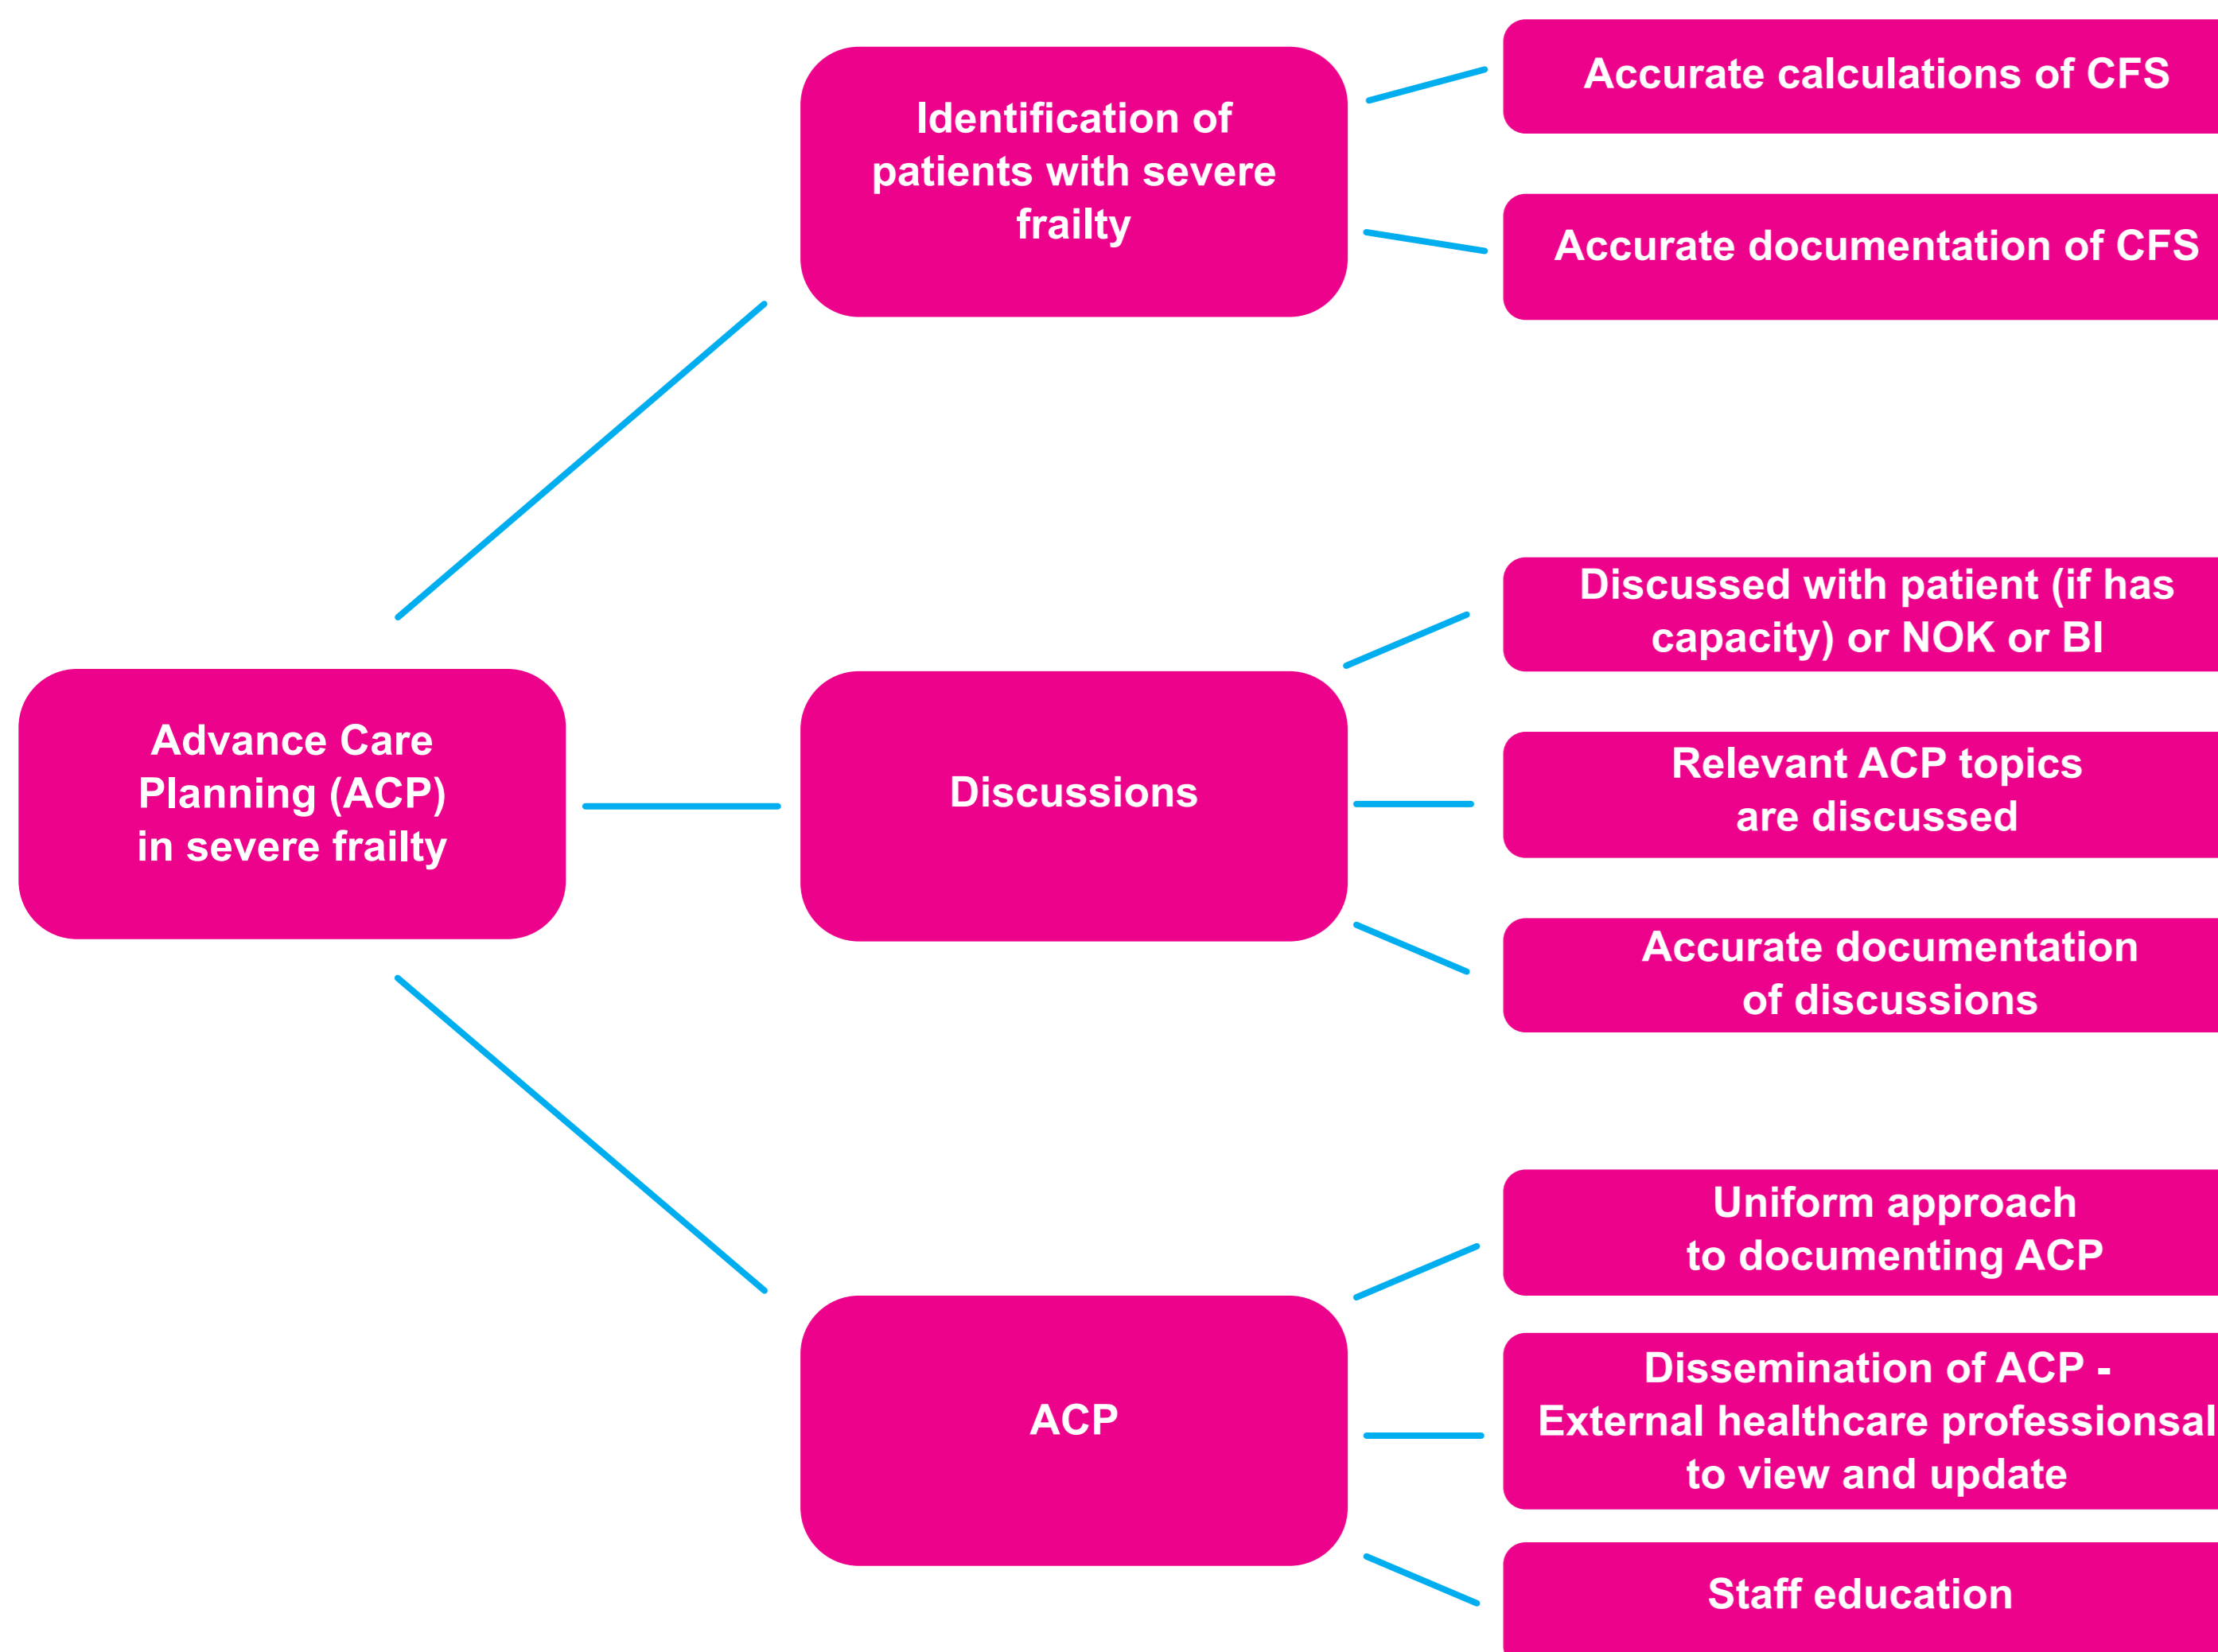 Accurate calculations of CFS
Identification of
patients with severe
frailty
Accurate documentation of CFS
Discussed with patient (if has
capacity) or NOK or BI
Advance Care
Planning (ACP)
in severe frailty
Discussions
Relevant ACP topics
are discussed
Accurate documentation
of discussions
Uniform approach
to documenting ACP
ACP
Dissemination of ACP -
External healthcare professionsal
to view and update
Staff education